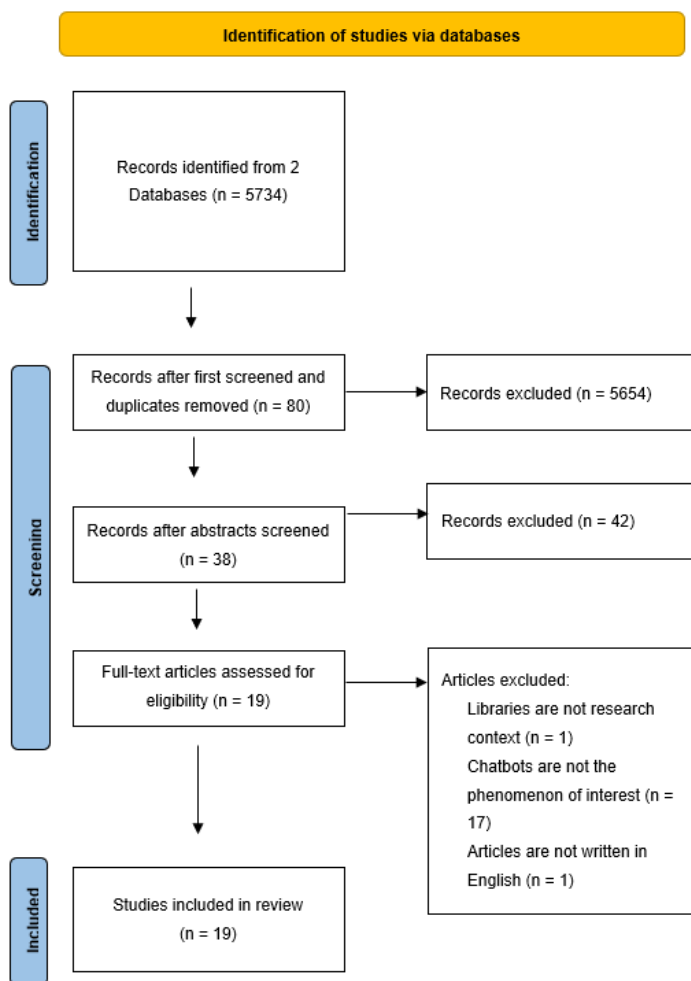 Identification of studies via databases
Identification
Records identified from 2
Databases (n = 5734)
Screening
Records after first screened and
duplicates removed (n = 80)
Records excluded (n = 5654)
Records after abstracts screened
(n = 38)
Records excluded (n = 42)
Full-text articles assessed for
eligibility (n = 19)
Articles excluded:
Libraries are not research
context (n = 1)
Chatbots are not the
phenomenon of interest (n =
17)
Articles are not written in
English (n = 1)
Included
Studies included in review
(n = 19)